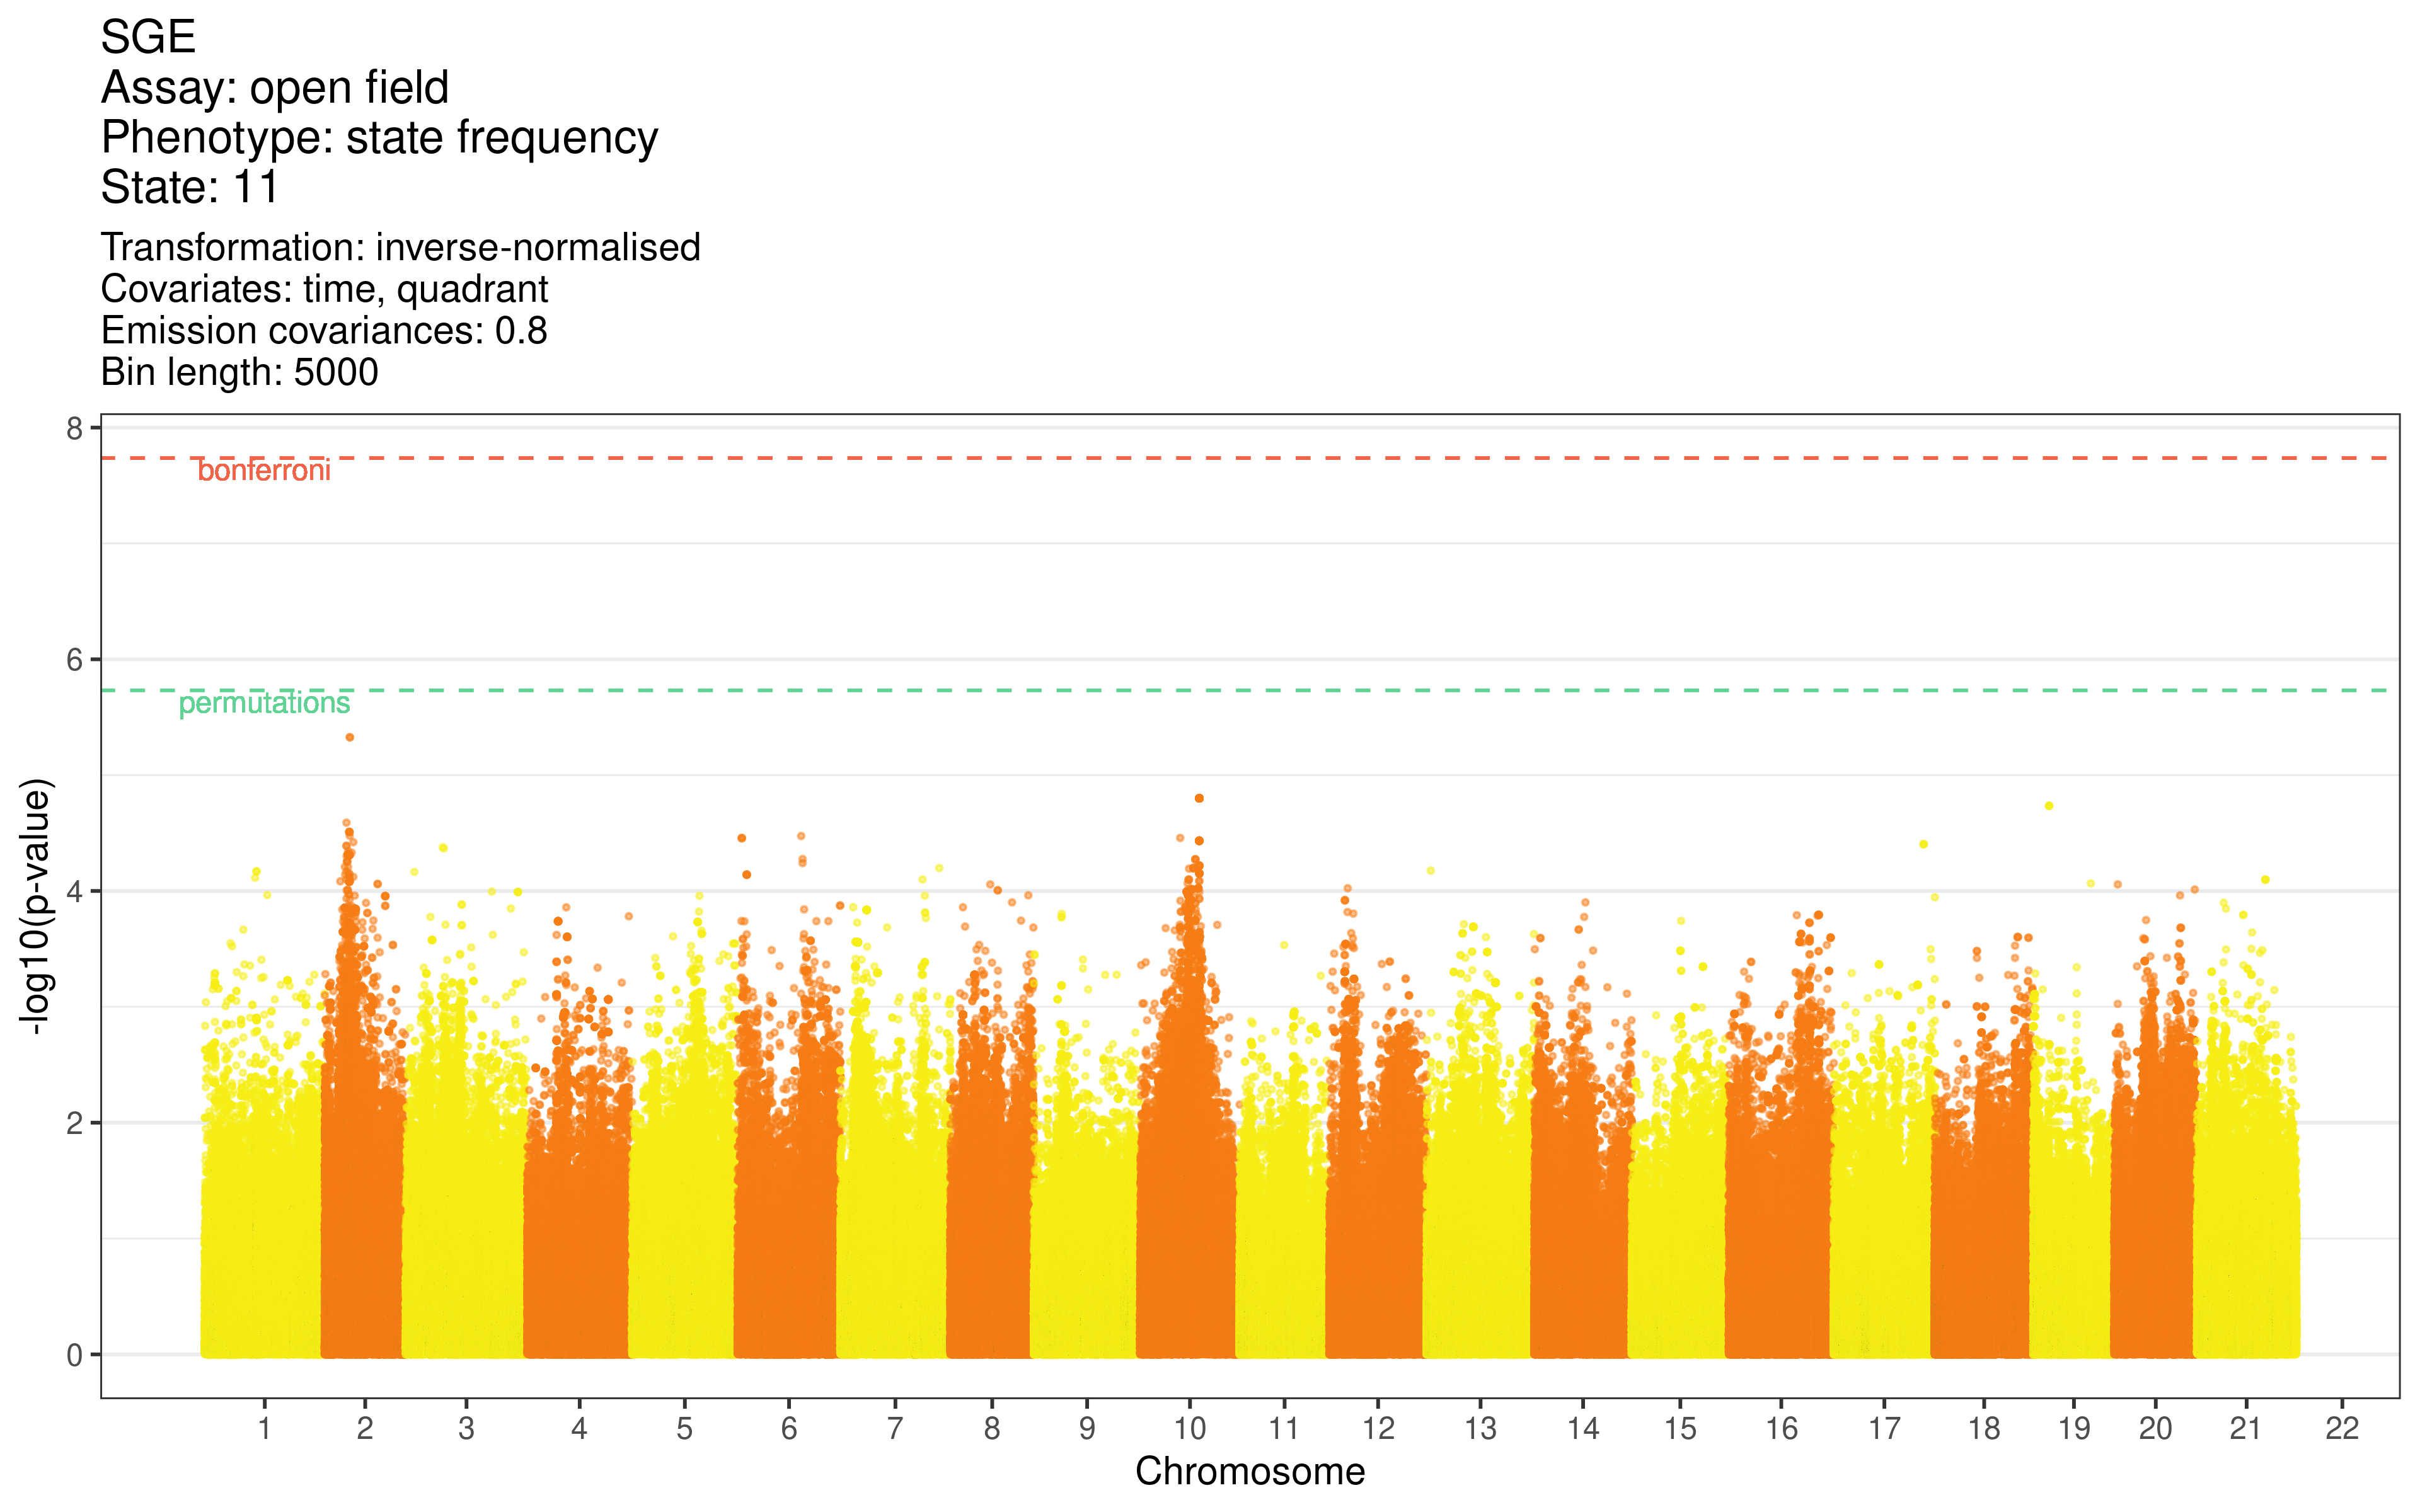 SGE
Assay: open field
Phenotype: state frequency
State: 11
Transformation: inverse-normalised
Covariates: time, quadrant
Emission covariances: 0.8
Bin length: 5000
8
bonferroni
6
permutations
4
2
0
-log10(p-value)
1 2 3 4 5 6 7 8 9 10 11 12 13 14 15 16 17 18 19 20 21 22
Chromosome